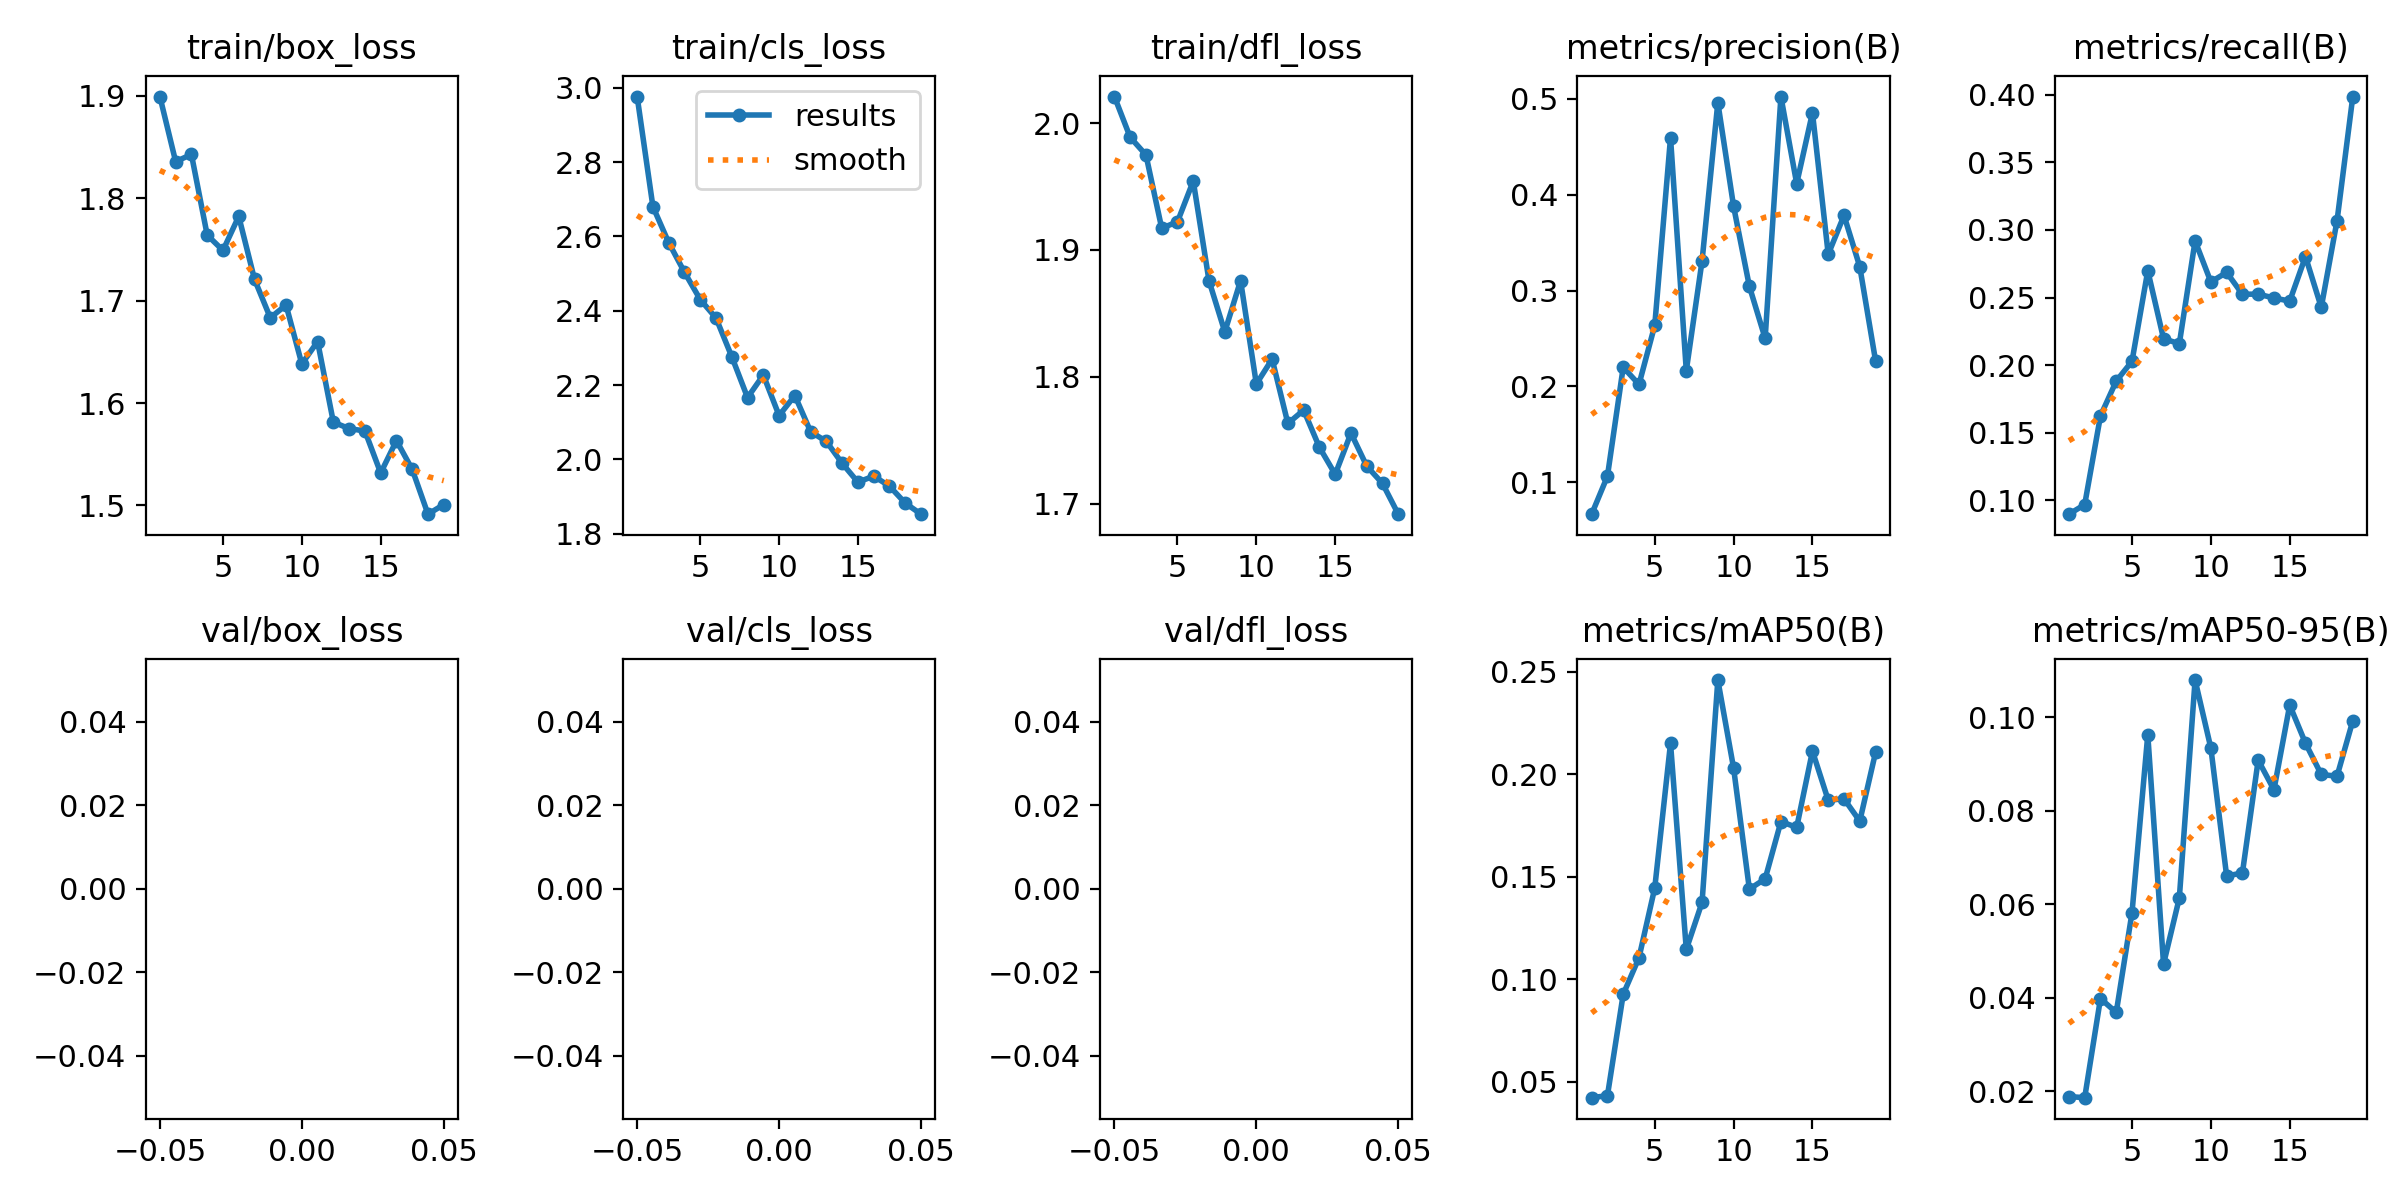 train/box_loss
1.9
1.8
1.7
1.6
1.5
5 10 15
train/cls_loss
results
smooth
3.0
2.8
2.6
2.4
2.2
2.0
1.8
5 10 15
train/dfl_loss
2.0
1.9
1.8
1.7
5 10 15
metrics/precision(B)
0.5
0.4
0.3
0.2
0.1
5 10 15
metrics/recall(B)
0.40
0.35
0.30
0.25
0.20
0.15
0.10
5 10 15
val/box_loss
0.04
0.02
0.00
−0.02
−0.04
−0.05 0.00 0.05
val/cls_loss
0.04
0.02
0.00
−0.02
−0.04
−0.05 0.00 0.05
val/dfl_loss
0.04
0.02
0.00
−0.02
−0.04
−0.05 0.00 0.05
metrics/mAP50(B)
0.25
0.20
0.15
0.10
0.05
5 10 15
metrics/mAP50-95(B)
0.10
0.08
0.06
0.04
0.02
5 10 15